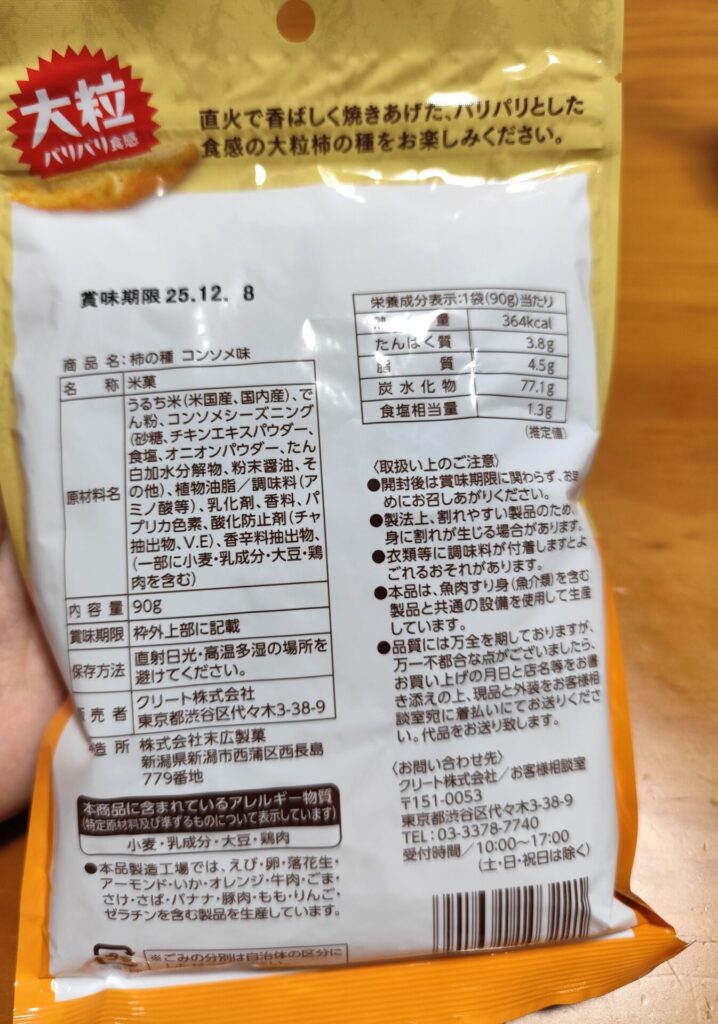 大粒
パリパリ食感
直火で香ばしく焼きあげた、パリパリとした
食感の大粒柿の種をお楽しみください。
賞味期限 25.12. 8
商品名:柿の種 コンソメ味
名称 米菓
原材料名 うるち米(米国産、国内産)、で
ん粉、コンソメシーズニング
(砂糖、チキンエキスパウダー、
食塩、オニオンパウダー、たん
白加水分解物、粉末醤油、そ
の他)、植物油脂/調味料(ア
ミノ酸等)、乳化剤、香料、パ
プリカ色素、酸化防止剤(チャ
抽出物、V.E)、香辛料抽出物、
(一部に小麦・乳成分・大豆・鶏
肉を含む)
内容量 90g
賞味期限 枠外上部に記載
保存方法 直射日光・高温多湿の場所を
避けてください。
売者 クリート株式会社
東京都渋谷区代々木3-38-9
造所 株式会社末広製菓
新潟県新潟市西蒲区西長島
779番地
本商品に含まれているアレルギー物質
(特定原材料及び準ずるものについて表示しています)
小麦・乳成分・大豆・鶏肉
●本品製造工場では、えび・卵・落花生・
アーモンド・いか・オレンジ・牛肉・ごま・
さけ・さば・バナナ・豚肉・もも・りんご・
ゼラチンを含む製品を生産しています。
※ごみの分別は自治体の区分に
栄養成分表示:1袋(90g)当たり
量 364kcal
たんぱく質 3.8g
脂質 4.5g
炭水化物 77.1g
食塩相当量 1.3g
(推定値)
〈取扱い上のご注意〉
●開封後は賞味期限に関わらず、お早
めにお召しあがりください。
●製法上、割れやすい製品のため、
身に割れが生じる場合があります。
●衣類等に調味料が付着しますとよ
ごれるおそれがあります。
●本品は、魚肉すり身(魚介類)を含む
製品と共通の設備を使用して生産
しています。
●品質には万全を期しておりますが、
万一不都合な点がございましたら、
お買い上げの月日と店名等をお書
き添えの上、現品と外装をお客様相
談室宛に着払いにてお送りくださ
い。代品をお送り致します。
〈お問い合わせ先〉
クリート株式会社/お客様相談室
〒151-0053
東京都渋谷区代々木3-38-9
TEL:03-3378-7740
受付時間/10:00〜17:00
(土・日・祝日は除く)